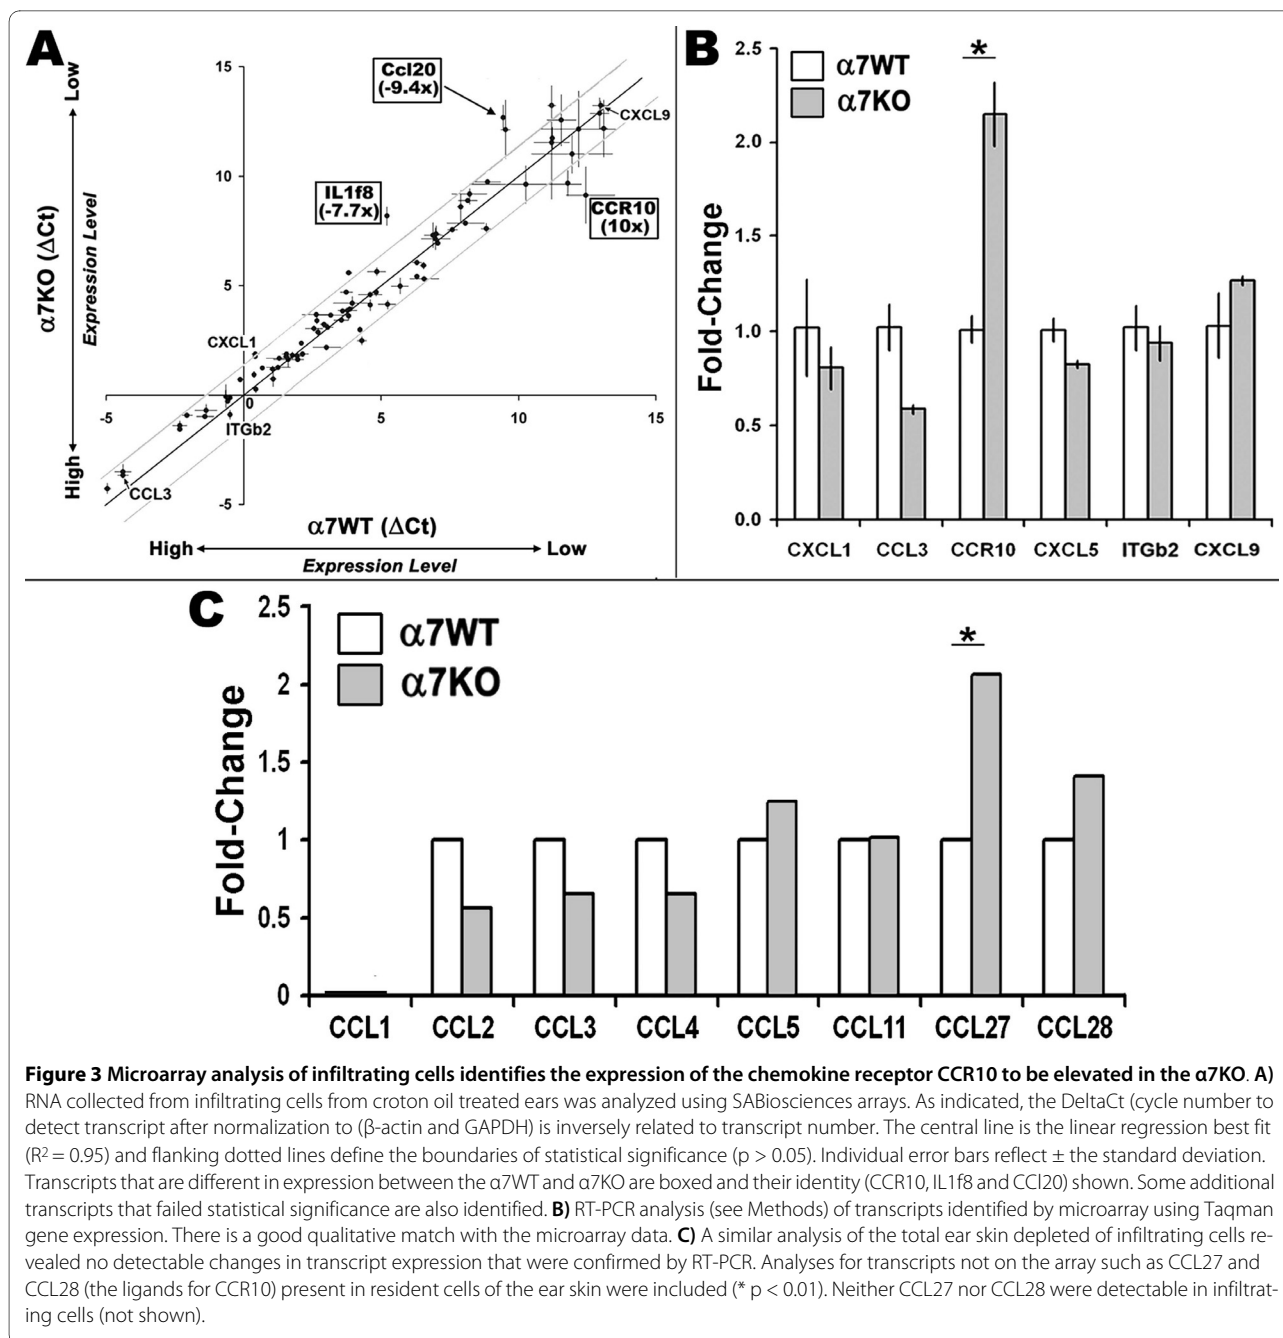 A
Low
High
α7KO (ΔCt)
Expression Level
15
10
5
-5
0
5
10
15
-5
Ccl20
(-9.4x)
IL1f8
(-7.7x)
CCR10
(10x)
CXCL9
CXCL1
ITGb2
CCL3
α7WT (ΔCt)
High
Low
Expression Level
B
Fold-Change
2.5
2.0
1.5
1.0
0.5
0.0
α7WT
α7KO
*
CXCL1
CCL3
CCR10
CXCL5
ITGb2
CXCL9
C
Fold-Change
2.5
2
1.5
1
0.5
0
α7WT
α7KO
*
CCL1
CCL2
CCL3
CCL4
CCL5
CCL11
CCL27
CCL28
Figure 3 Microarray analysis of infiltrating cells identifies the expression of the chemokine receptor CCR10 to be elevated in the α7KO. A)
RNA collected from infiltrating cells from croton oil treated ears was analyzed using SABiosciences arrays. As indicated, the DeltaCt (cycle number to
detect transcript after normalization to (β-actin and GAPDH) is inversely related to transcript number. The central line is the linear regression best fit
(R² = 0.95) and flanking dotted lines define the boundaries of statistical significance (p > 0.05). Individual error bars reflect ± the standard deviation.
Transcripts that are different in expression between the α7WT and α7KO are boxed and their identity (CCR10, IL1f8 and CCl20) shown. Some additional
transcripts that failed statistical significance are also identified. B) RT-PCR analysis (see Methods) of transcripts identified by microarray using Taqman
gene expression. There is a good qualitative match with the microarray data. C) A similar analysis of the total ear skin depleted of infiltrating cells re-
vealed no detectable changes in transcript expression that were confirmed by RT-PCR. Analyses for transcripts not on the array such as CCL27 and
CCL28 (the ligands for CCR10) present in resident cells of the ear skin were included (* p < 0.01). Neither CCL27 nor CCL28 were detectable in infiltrat-
ing cells (not shown).